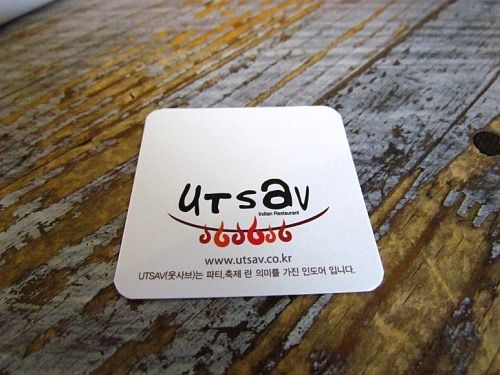 UTSAV
Indian Restaurant
www.utsav.co.kr
UTSAV(웃사브)는 파티,축제 란 의미를 가진 인도어 입니다.